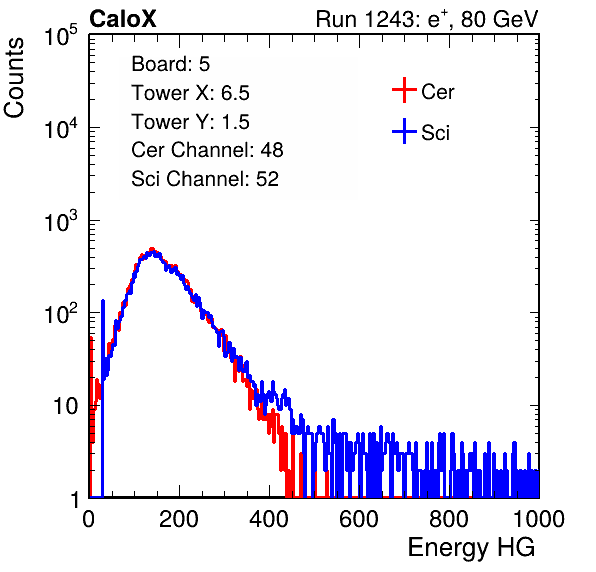 CaloX Run 1243: e⁺, 80 GeV
Counts
Board: 5
Tower X: 6.5
Tower Y: 1.5
Cer Channel: 48
Sci Channel: 52
Cer
Sci
10⁵
10⁴
10³
10²
10
1
0 200 400 600 800 1000
Energy HG